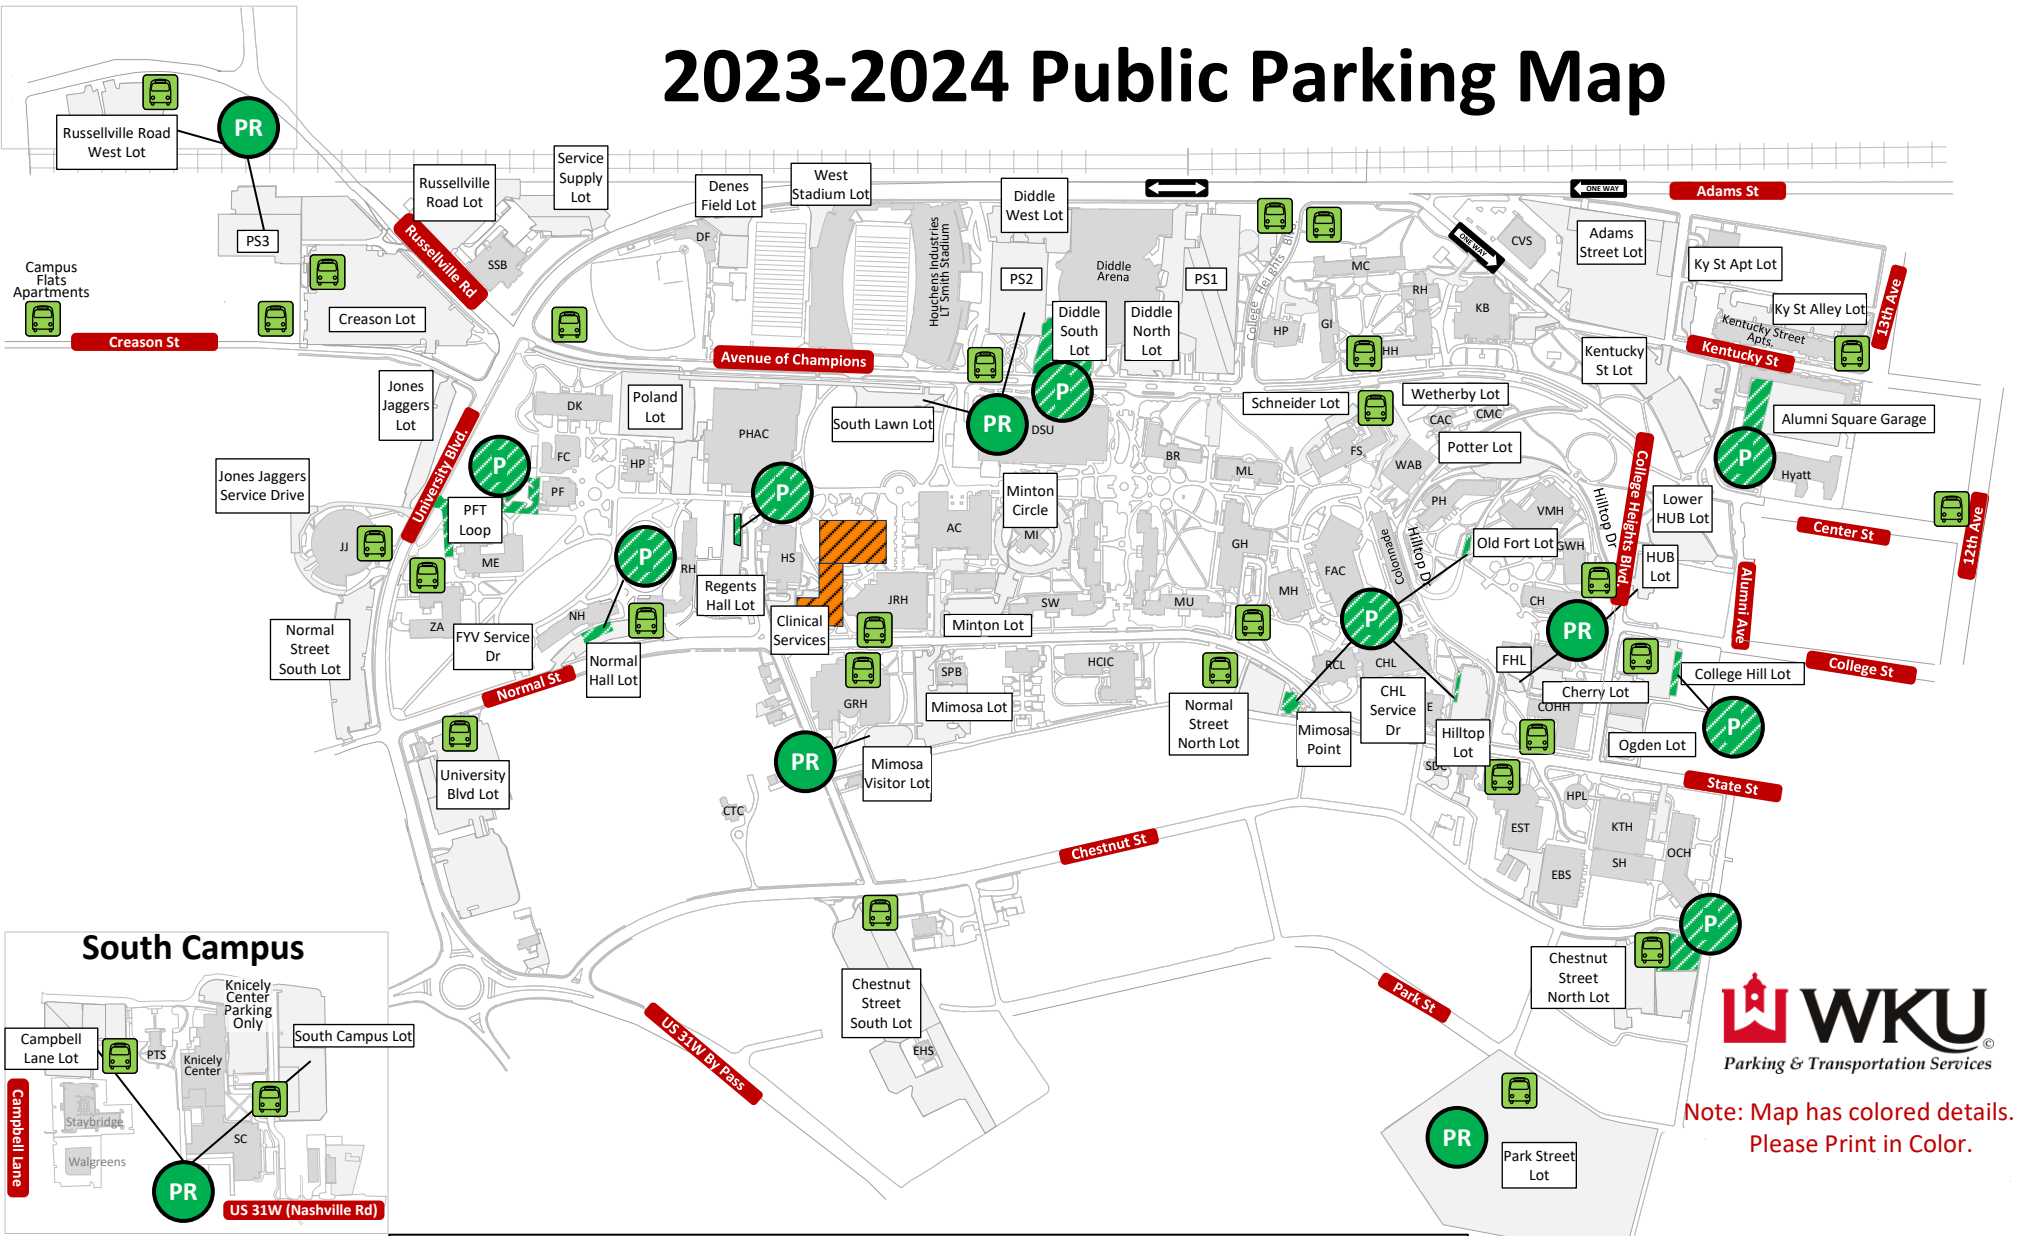 2023-2024 Public Parking Map
Russellville Road
West Lot
PR
PS3
Russellville
Road Lot
Service
Supply
Lot
Denes
Field Lot
West
Stadium Lot
Diddle
West Lot
ONE WAY
Adams St
Russellville Rd
SSB
DF
Houchens Industries
LT Smith Stadium
PS2
Diddle
Arena
PS1
College Heights Blvd.
MC
RH
GI
HP
HH
KB
ONE WAY
CVS
Adams
Street Lot
Ky St Apt Lot
Ky St Alley Lot
Kentucky Street
Apts.
13th Ave
Campus
Flats
Apartments
Creason Lot
Creason St
Avenue of Champions
Diddle
South
Lot
Diddle
North
Lot
Kentucky
St Lot
Kentucky St
Jones
Jaggers
Lot
DK
Poland
Lot
PHAC
South Lawn Lot
PR
P
DSU
Schneider Lot
Wetherby Lot
CAC
CMC
Potter Lot
Alumni Square Garage
P
Hyatt
University Blvd.
P
FC
HP
PF
PFT
Loop
P
BR
ML
FS
WAB
PH
VMH
GWH
Hilltop Dr
College Heights Blvd
Lower
HUB Lot
HUB
Lot
Center St
12th Ave
Jones Jaggers
Service Drive
JJ
ME
P
RH
Regents
Hall Lot
HS
AC
Minton
Circle
MI
GH
FAC
Colonnade
Hilltop Dr
Old Fort Lot
Alumni Ave
Normal
Street
South Lot
ZA
FYV Service
Dr
NH
Normal
Hall Lot
Clinical
Services
JRH
Minton Lot
SW
MU
MH
P
CH
PR
FHL
College St
Normal St
GRH
SPB
Mimosa Lot
HCIC
RCL
CHL
Normal
Street
North Lot
Mimosa
Point
CHL
Service
Dr
E
Hilltop
Lot
Cherry Lot
COHH
College Hill Lot
P
Ogden Lot
University
Blvd Lot
PR
Mimosa
Visitor Lot
CTC
SDC
State St
HPL
EST
KTH
SH
OCH
EBS
Chestnut St
P
Chestnut
Street
South Lot
EHS
Chestnut
Street
North Lot
US 31W By Pass
Park St
PR
Park Street
Lot
WKU
©
Parking & Transportation Services
Note: Map has colored details.
Please Print in Color.
South Campus
Knicely
Center
Parking
Only
Campbell
Lane Lot
PTS
Knicely
Center
South Campus Lot
Campbell Lane
Staybridge
Walgreens
SC
PR
US 31W (Nashville Rd)